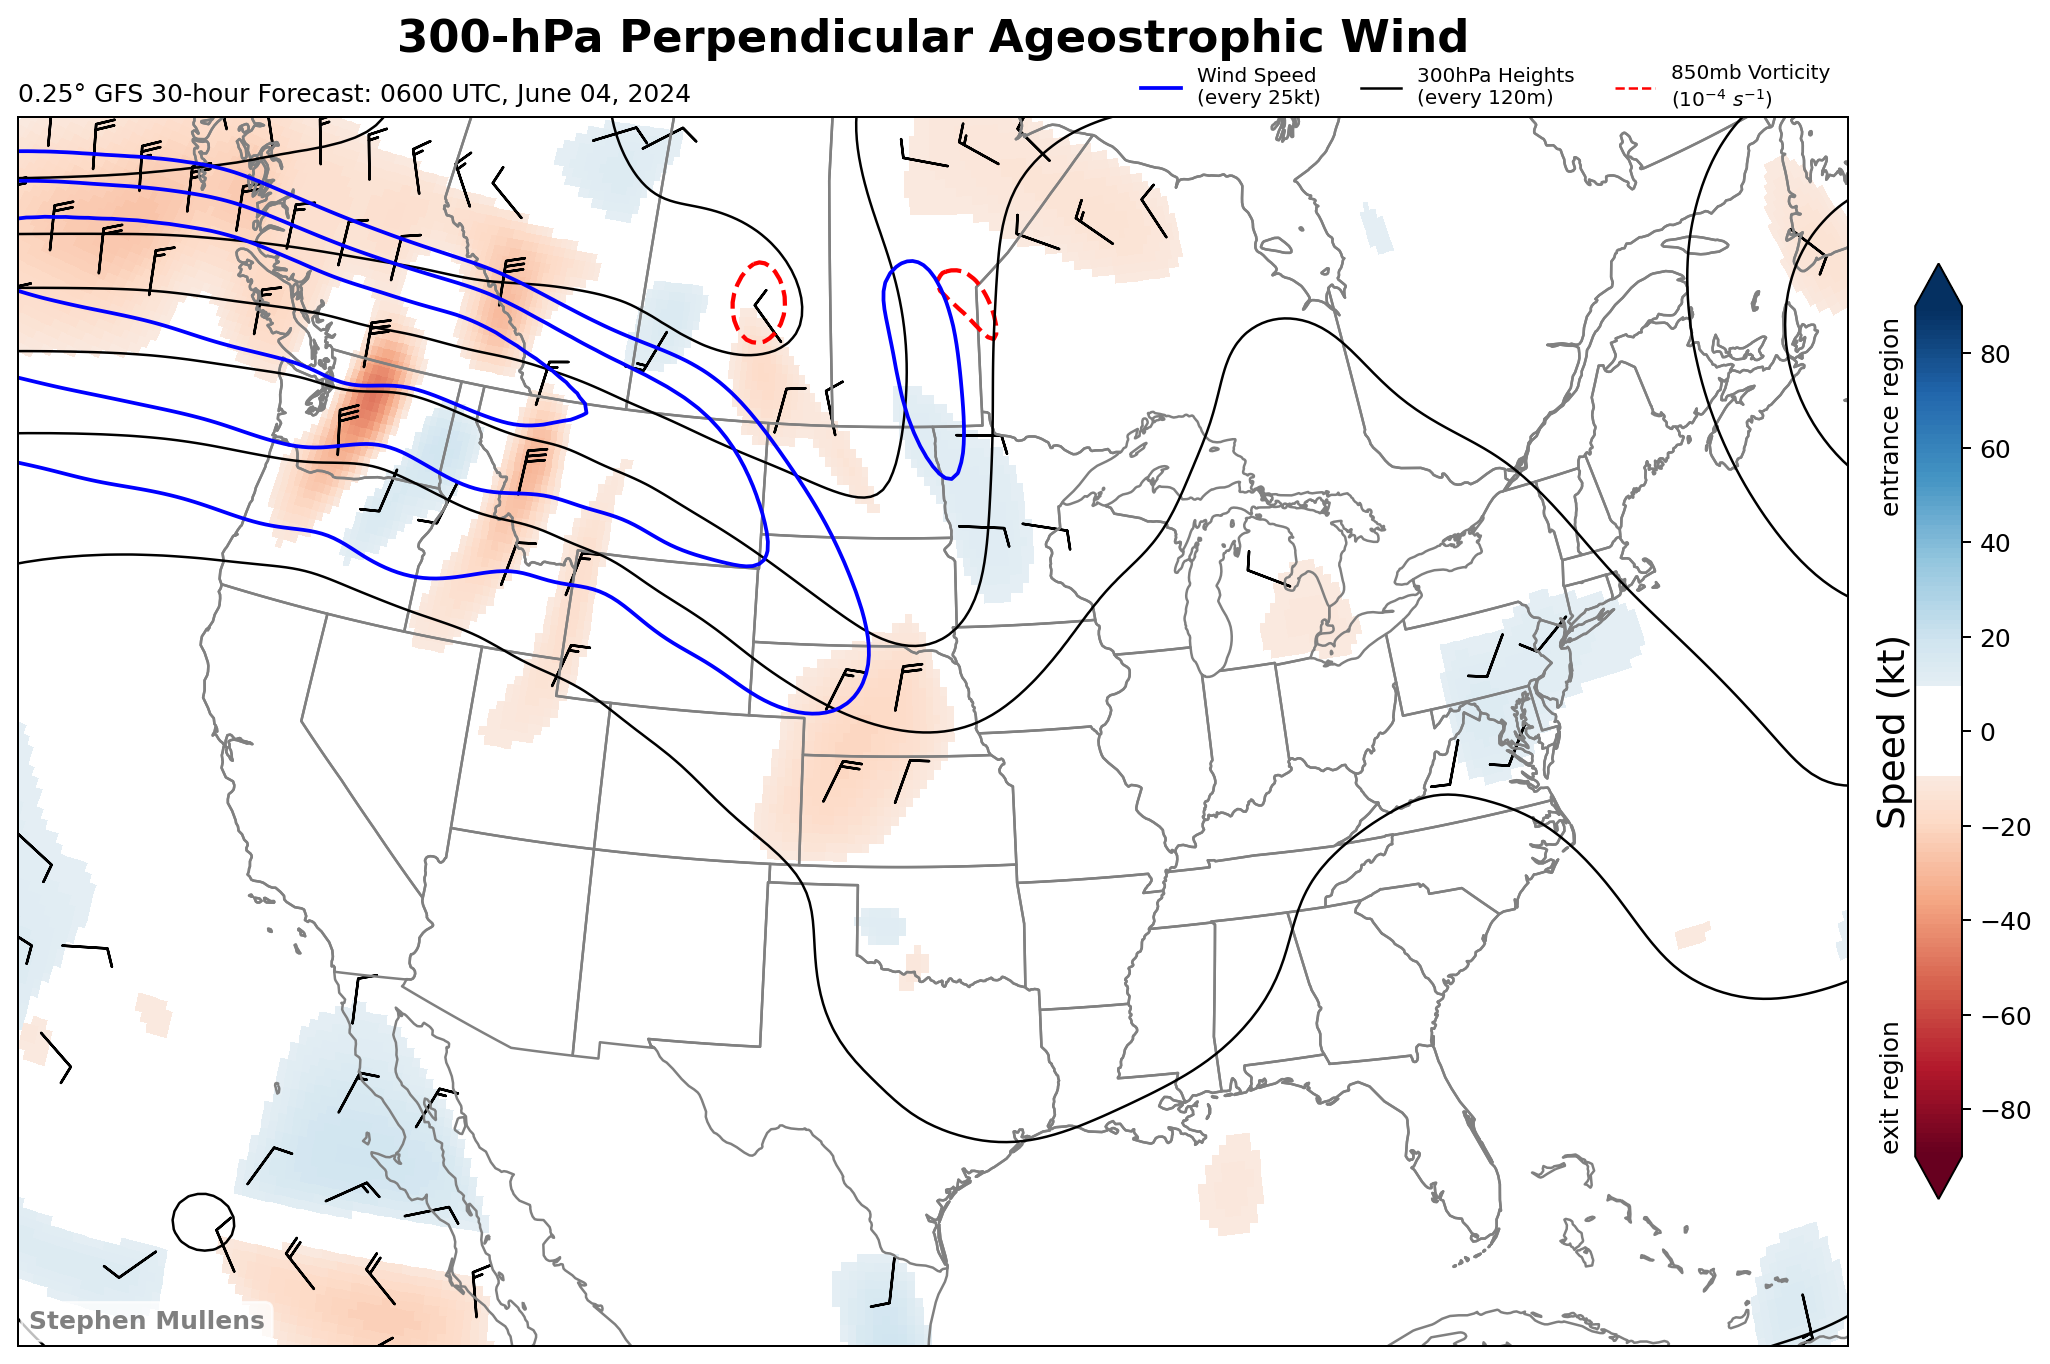 300-hPa Perpendicular Ageostrophic Wind
0.25° GFS 30-hour Forecast: 0600 UTC, June 04, 2024
Wind Speed
(every 25kt)
300hPa Heights
(every 120m)
850mb Vorticity
(10⁻⁴ s⁻¹)
entrance region
Speed (kt)
exit region
80
60
40
20
0
−20
−40
−60
−80
Stephen Mullens